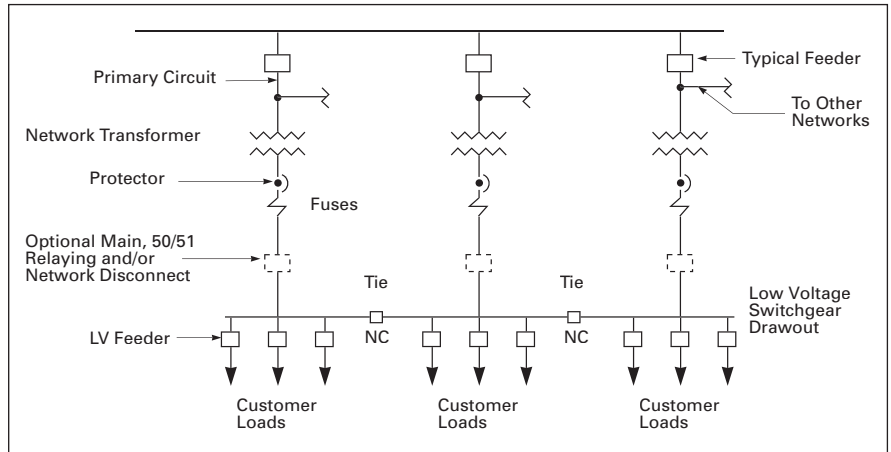 Typical Feeder
Primary Circuit
To Other
Networks
Network Transformer
Protector
Fuses
Optional Main, 50/51
Relaying and/or
Network Disconnect
Tie
Tie
Low Voltage
Switchgear
Drawout
LV Feeder
NC
NC
Customer
Loads
Customer
Loads
Customer
Loads